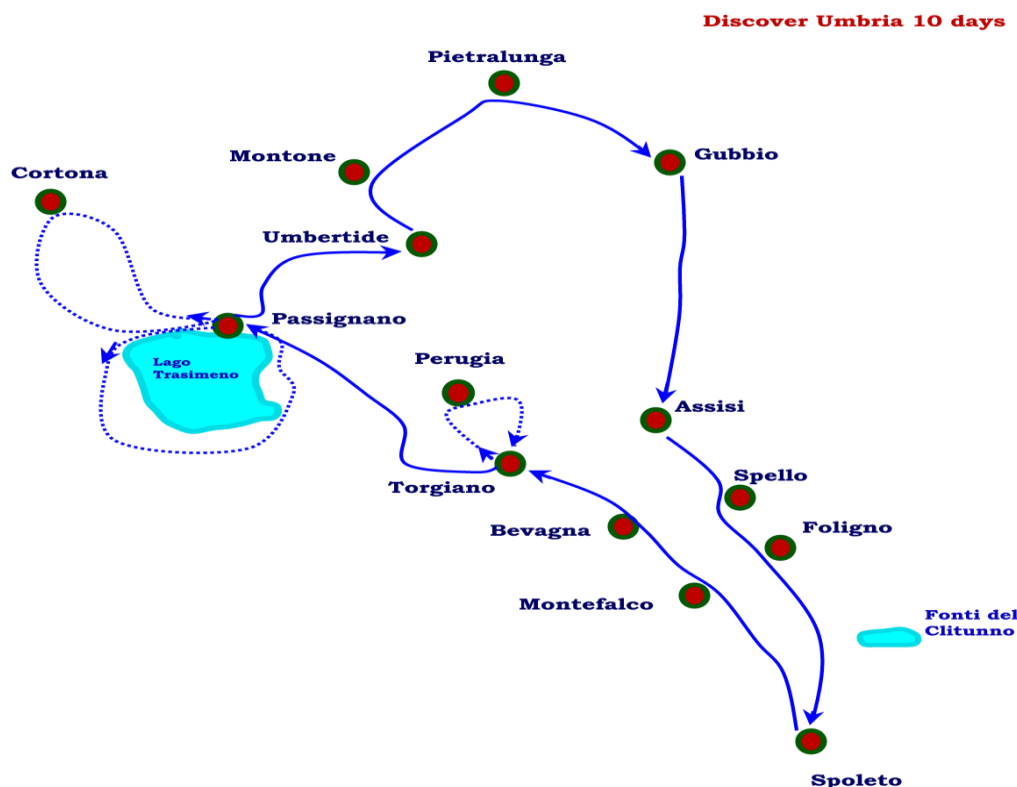 Discover Umbria 10 days
Pietralunga
Montone
Gubbio
Cortona
Umbertide
Passignano
Lago
Trasimeno
Perugia
Assisi
Torgiano
Spello
Bevagna
Foligno
Montefalco
Fonti del
Clitunno
Spoleto